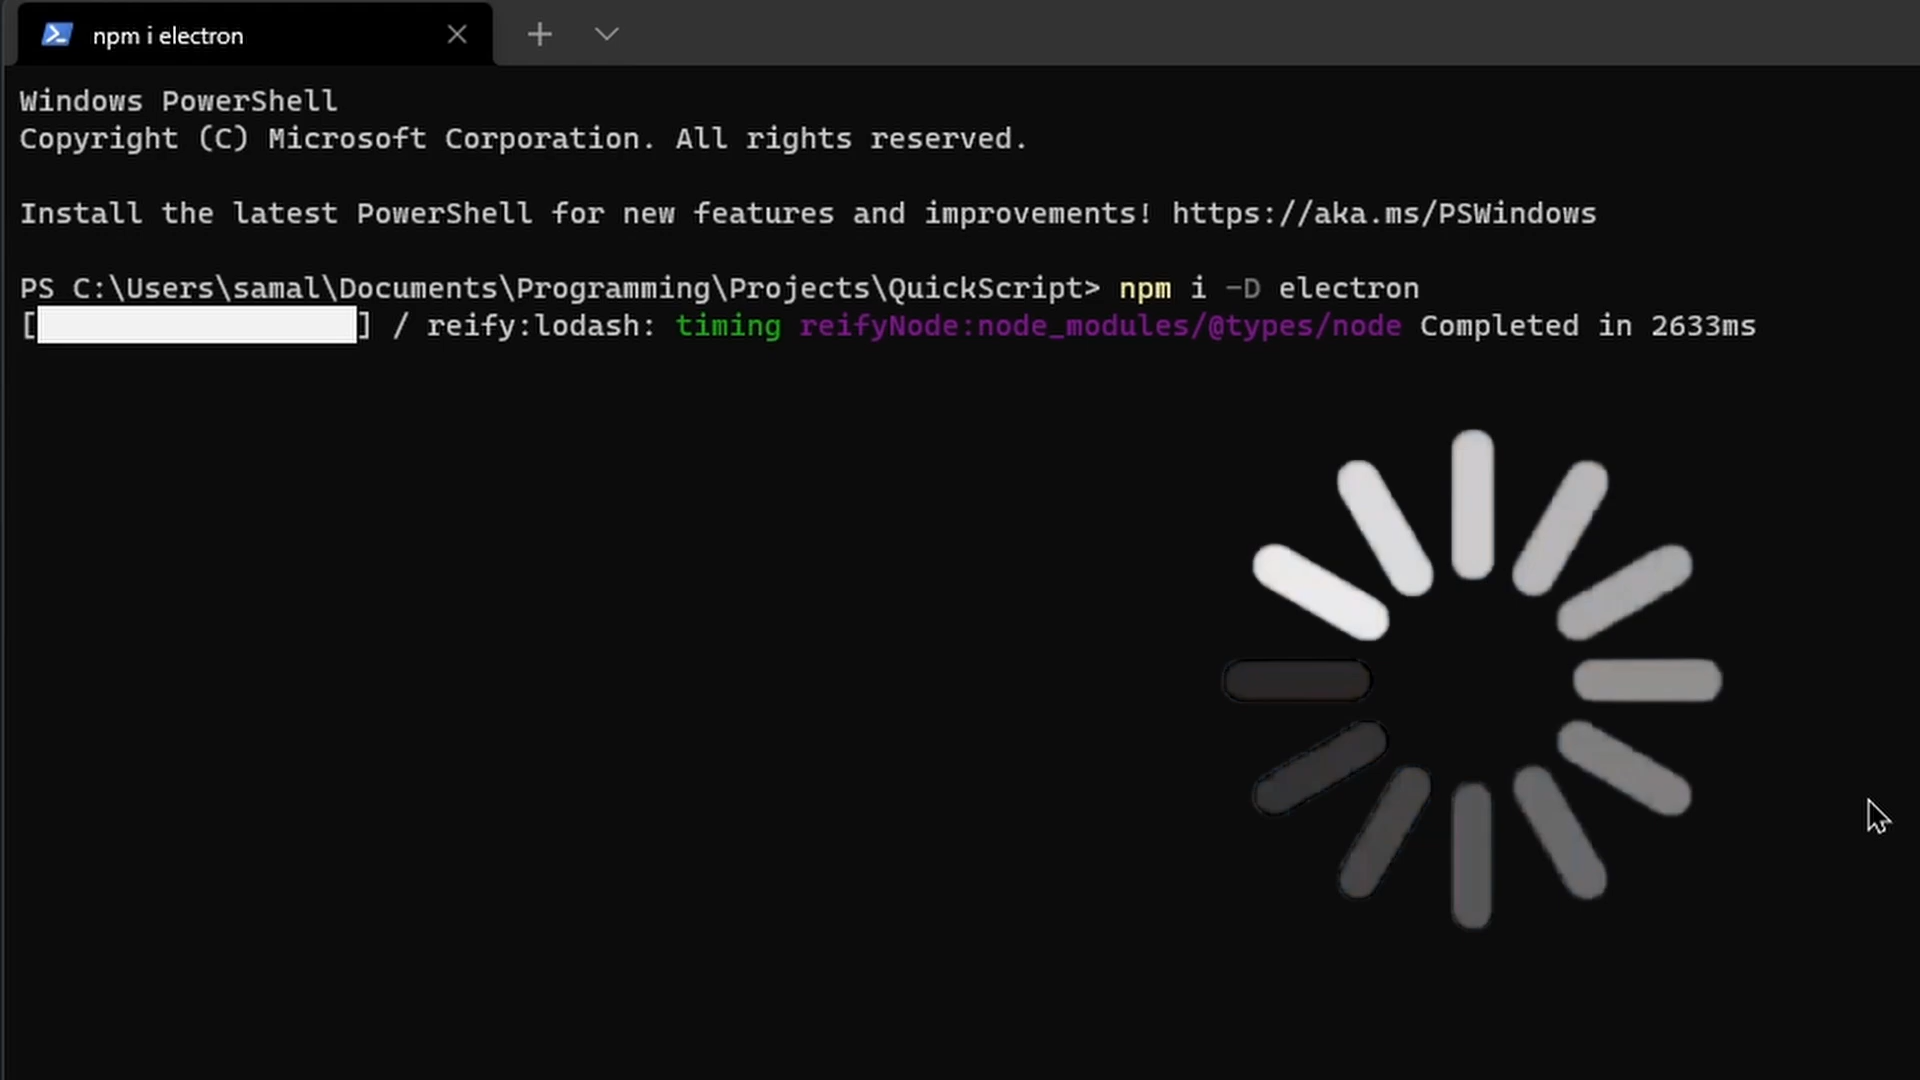 npm i electron
Windows PowerShell
Copyright (C) Microsoft Corporation. All rights reserved.
Install the latest PowerShell for new features and improvements! https://aka.ms/PSWindows
PS C:\Users\samal\Documents\Programming\Projects\QuickScript> npm i -D electron
[                  ] / reify:lodash: timing reifyNode:node_modules/@types/node Completed in 2633ms